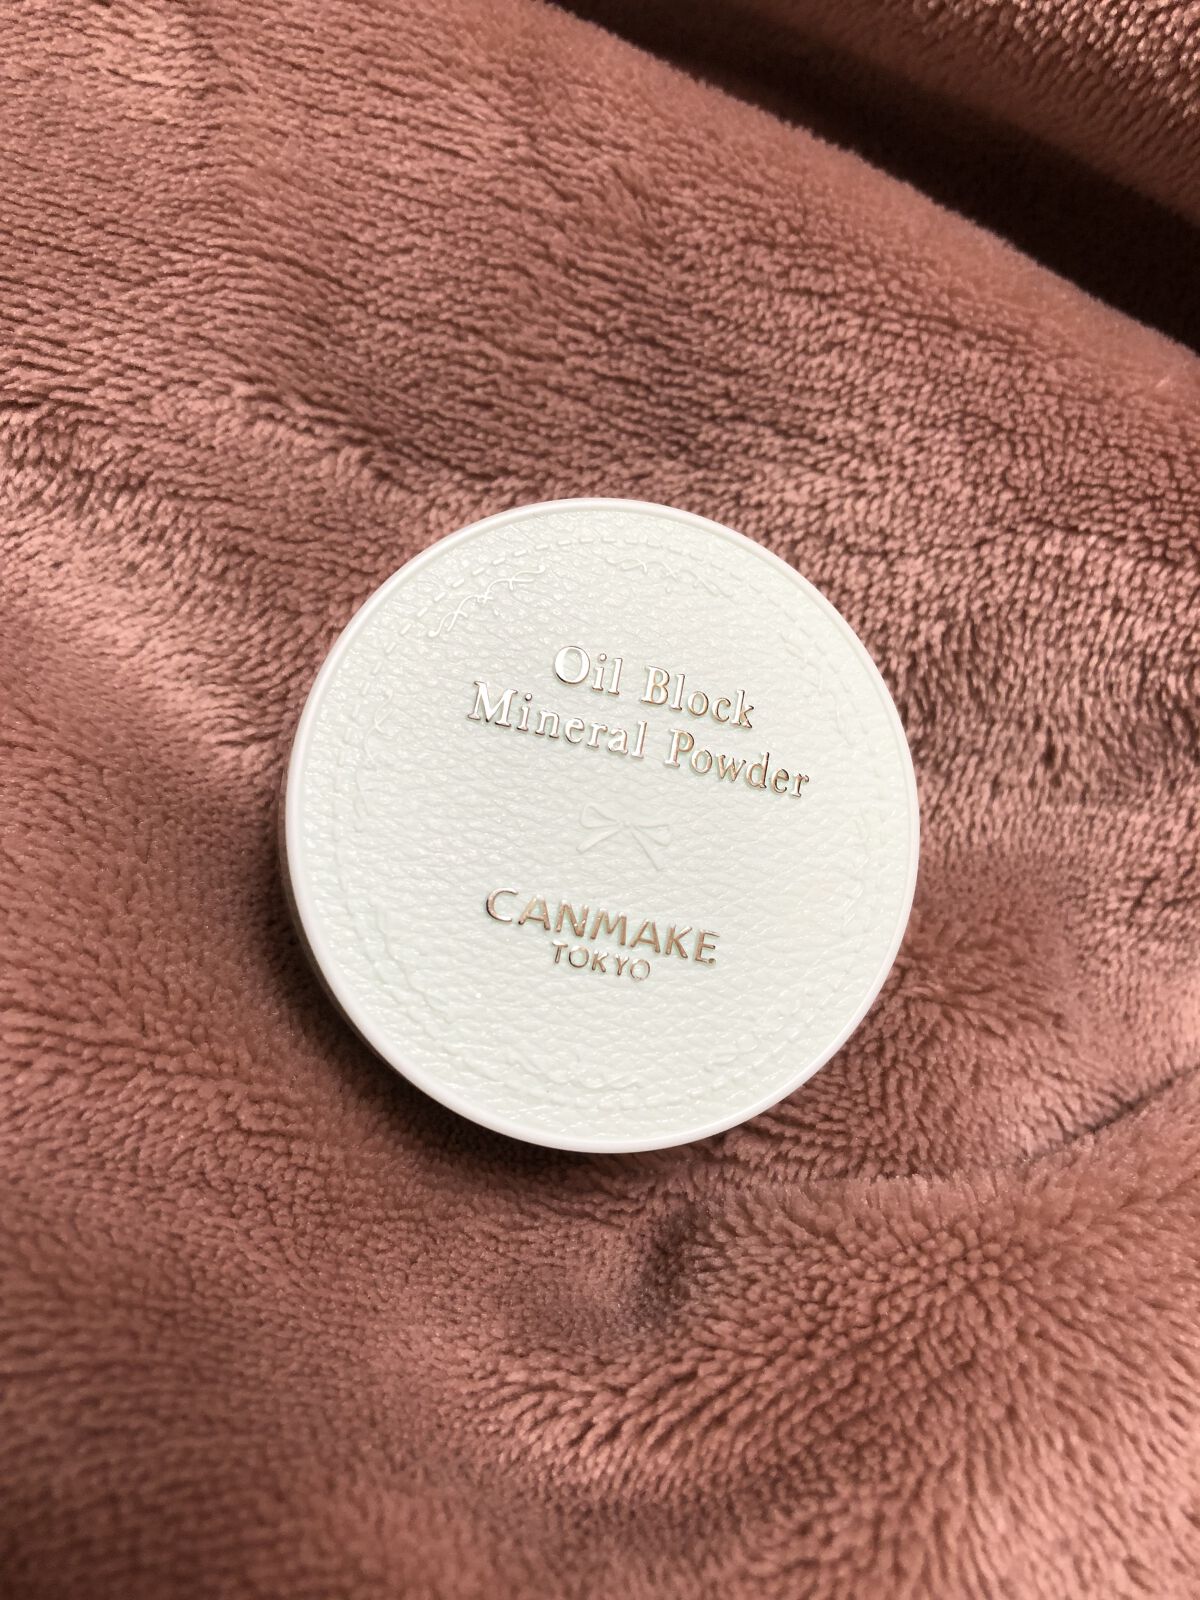 Oil Block
Mineral Powder
CANMAKE
TOKYO